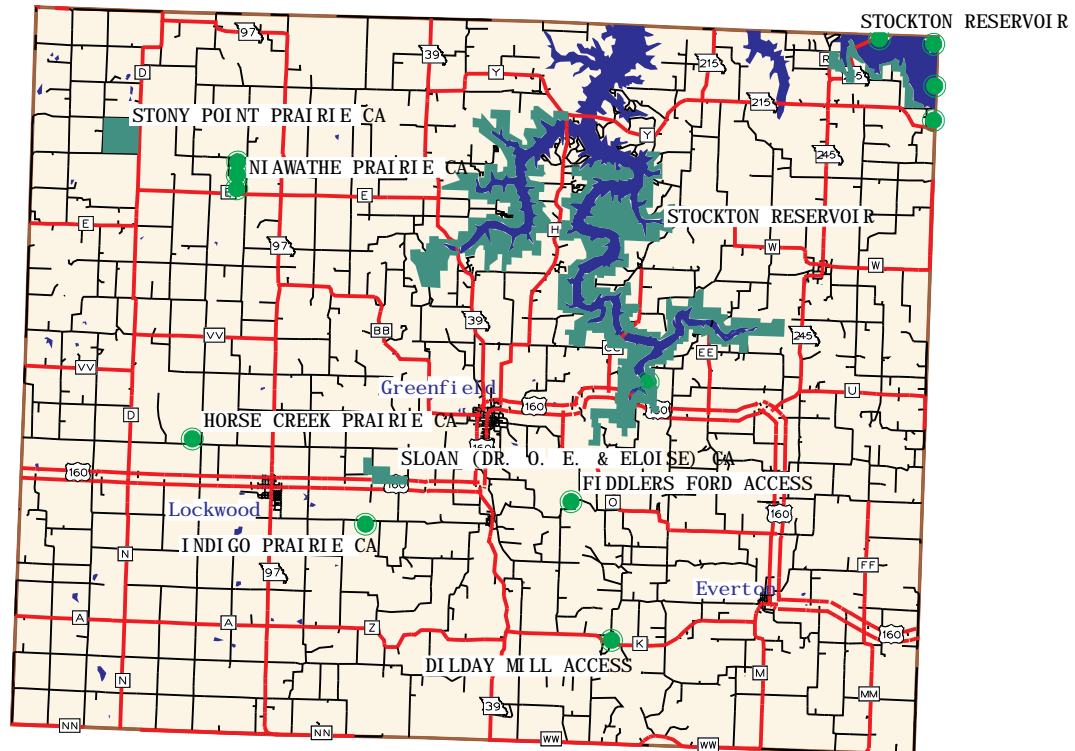 STOCKTON RESERVOIR
97
39
Y
215
R
D
215
215
STONY POINT PRAIRIE CA
Y
245
NIAWATHE PRAIRIE CA
E
E
STOCKTON RESERVOIR
E
H
97
W
W
39
BB
VV
245
CC
EE
VV
Greenfield
U
160
160
D
HORSE CREEK PRAIRIE CA
160
SLOAN (DR. O. E. & ELOISE) CA
160
160
FIDDLERS FORD ACCESS
Lockwood
O
160
INDIGO PRAIRIE CA
N
97
FF
Everton
A
A
Z
K
160
DILDAY MILL ACCESS
N
M
MM
39
NN
NN
WW
WW